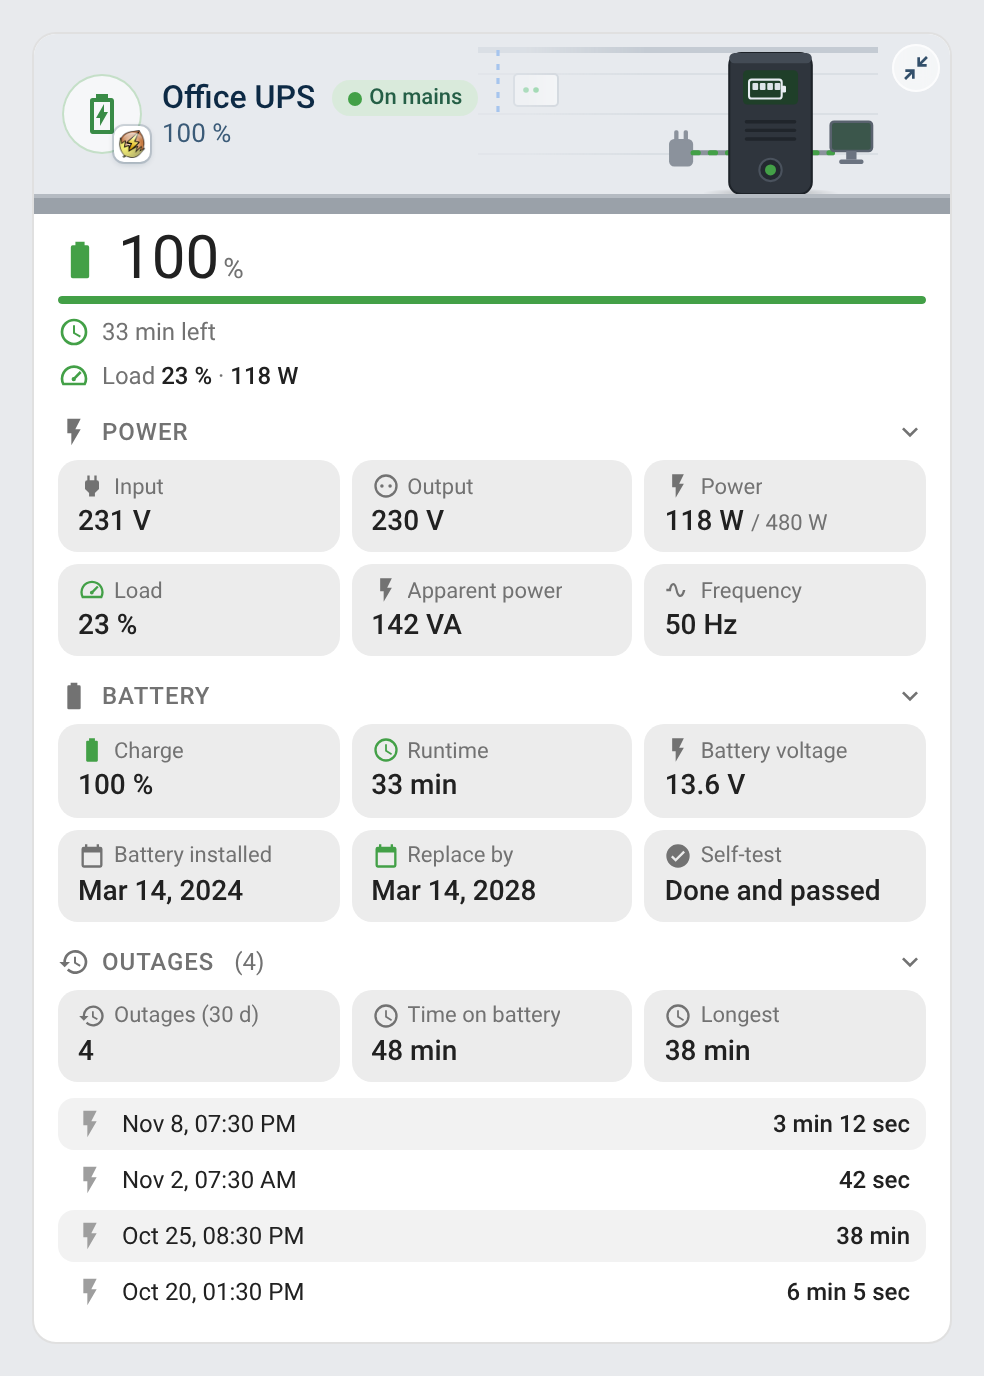 Office UPS
On mains
100 %
100 %
33 min left
Load 23 % · 118 W
POWER
Input
Output
Power
231 V
230 V
118 W / 480 W
Load
Apparent power
Frequency
23 %
142 VA
50 Hz
BATTERY
Charge
Runtime
Battery voltage
100 %
33 min
13.6 V
Battery installed
Replace by
Self-test
Mar 14, 2024
Mar 14, 2028
Done and passed
OUTAGES (4)
Outages (30 d)
Time on battery
Longest
4
48 min
38 min
Nov 8, 07:30 PM 3 min 12 sec
Nov 2, 07:30 AM 42 sec
Oct 25, 08:30 PM 38 min
Oct 20, 01:30 PM 6 min 5 sec